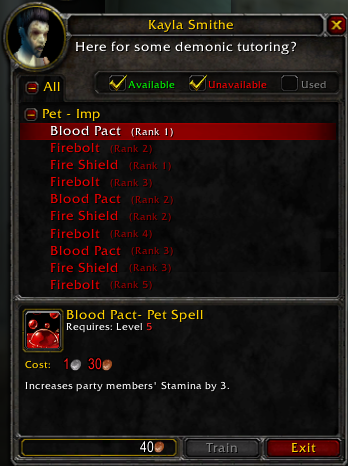 Kayla Smithe
Here for some demonic tutoring?
All
Available
Unavailable
Used
Pet - Imp
Blood Pact (Rank 1)
Firebolt (Rank 2)
Fire Shield (Rank 1)
Firebolt (Rank 3)
Blood Pact (Rank 2)
Fire Shield (Rank 2)
Firebolt (Rank 4)
Blood Pact (Rank 3)
Fire Shield (Rank 3)
Firebolt (Rank 5)
Blood Pact- Pet Spell
Requires: Level 5
Cost: 1 30
Increases party members' Stamina by 3.
40
Train
Exit